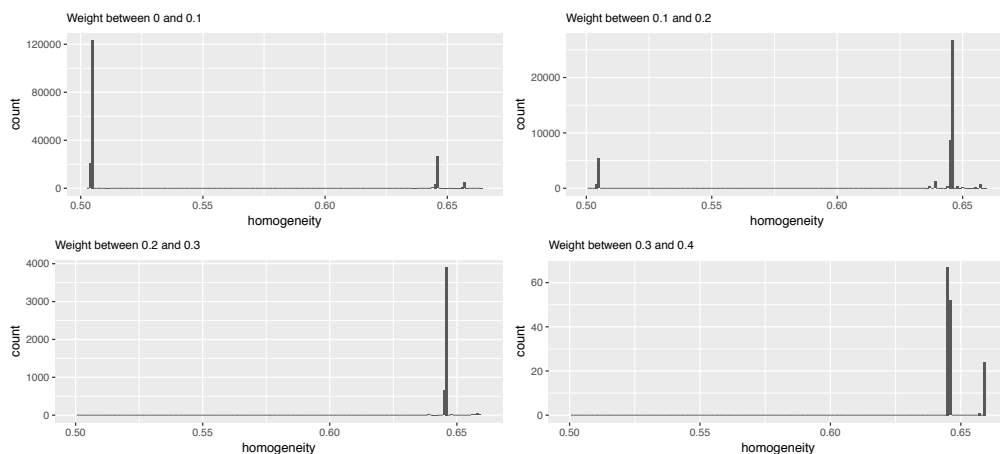 Weight between 0 and 0.1
120000
80000
40000
0
count
0.50 0.55 0.60 0.65
homogeneity
Weight between 0.1 and 0.2
20000
10000
0
count
0.50 0.55 0.60 0.65
homogeneity
Weight between 0.2 and 0.3
4000
3000
2000
1000
0
count
0.50 0.55 0.60 0.65
homogeneity
Weight between 0.3 and 0.4
60
40
20
0
count
0.50 0.55 0.60 0.65
homogeneity